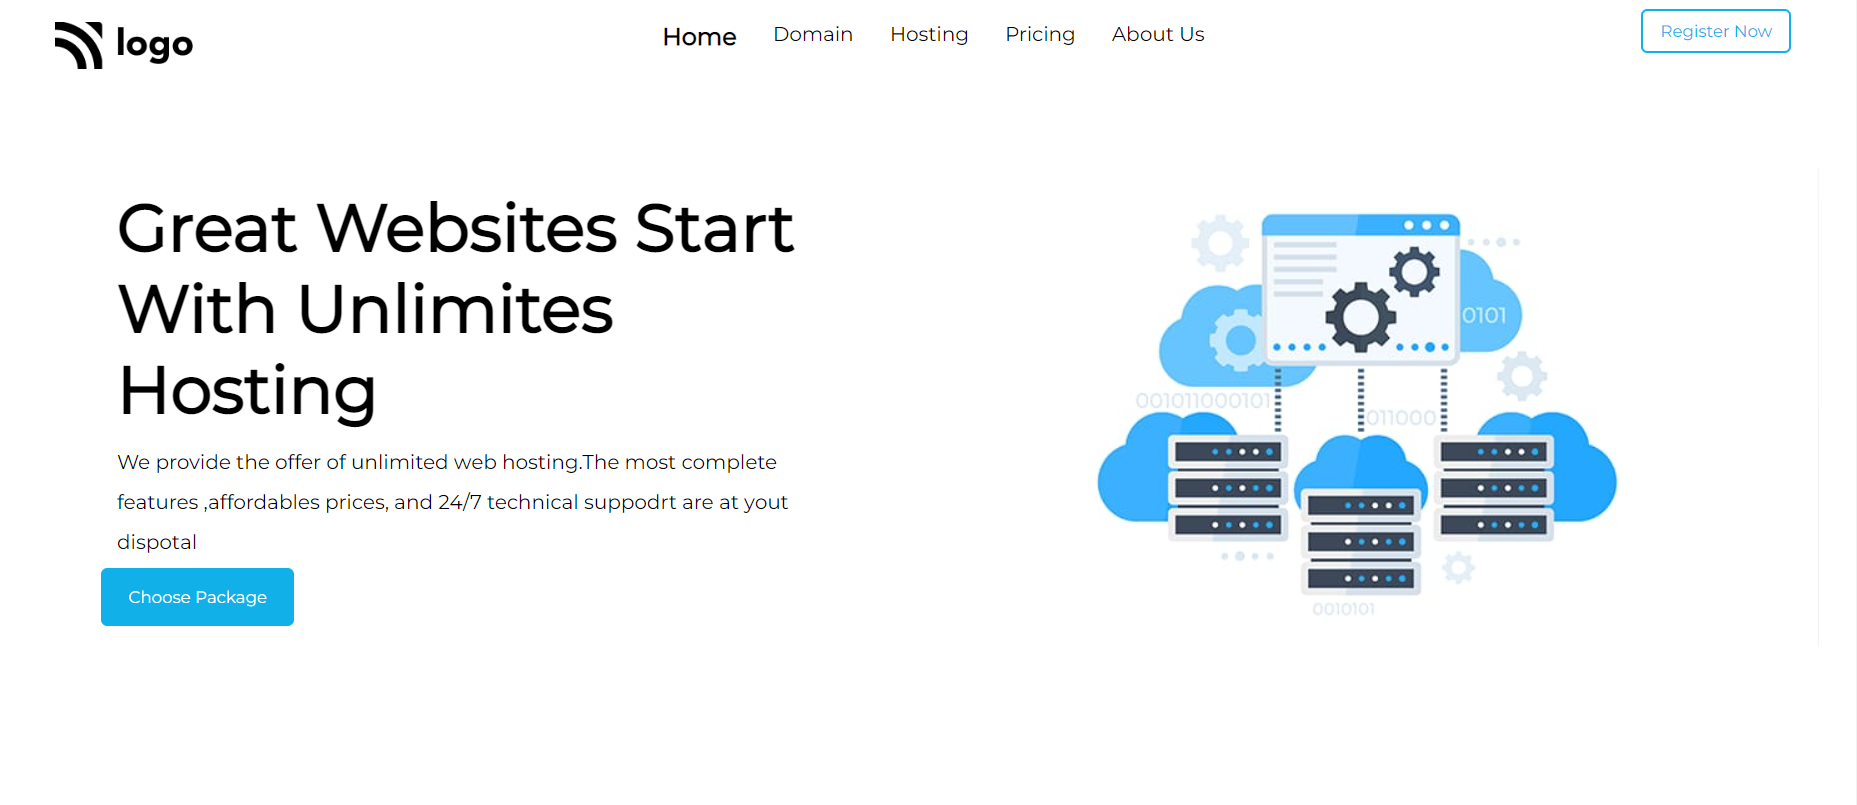 logo
Home Domain Hosting Pricing About Us
Register Now
Great Websites Start
With Unlimites
Hosting
We provide the offer of unlimited web hosting.The most complete
features ,affordables prices, and 24/7 technical suppodrt are at yout
dispotal
Choose Package
0101
001011000101
011000
0010101